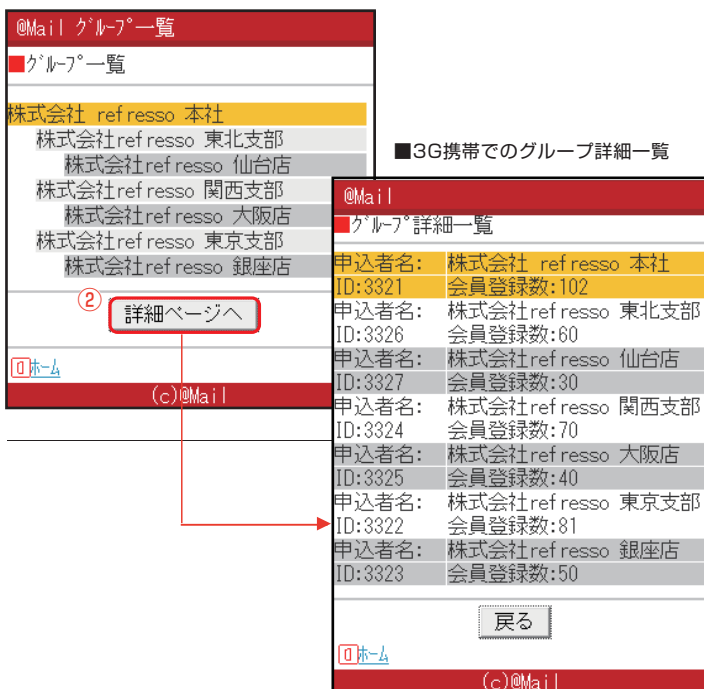 @Mail ｸﾞﾙｰﾌﾟ一覧
■ｸﾞﾙｰﾌﾟ一覧
株式会社 refresso 本社
株式会社refresso 東北支部
株式会社refresso 仙台店
株式会社refresso 関西支部
株式会社refresso 大阪店
株式会社refresso 東京支部
株式会社refresso 銀座店
② 詳細ページへ
0ﾎｰﾑ
(c)@Mail
■3G携帯でのグループ詳細一覧
@Mail
■ｸﾞﾙｰﾌﾟ詳細一覧
申込者名: 株式会社 refresso 本社
ID:3321 会員登録数:102
申込者名: 株式会社refresso 東北支部
ID:3326 会員登録数:60
申込者名: 株式会社refresso 仙台店
ID:3327 会員登録数:30
申込者名: 株式会社refresso 関西支部
ID:3324 会員登録数:70
申込者名: 株式会社refresso 大阪店
ID:3325 会員登録数:40
申込者名: 株式会社refresso 東京支部
ID:3322 会員登録数:81
申込者名: 株式会社refresso 銀座店
ID:3323 会員登録数:50
戻る
0ﾎｰﾑ
(c)@Mail